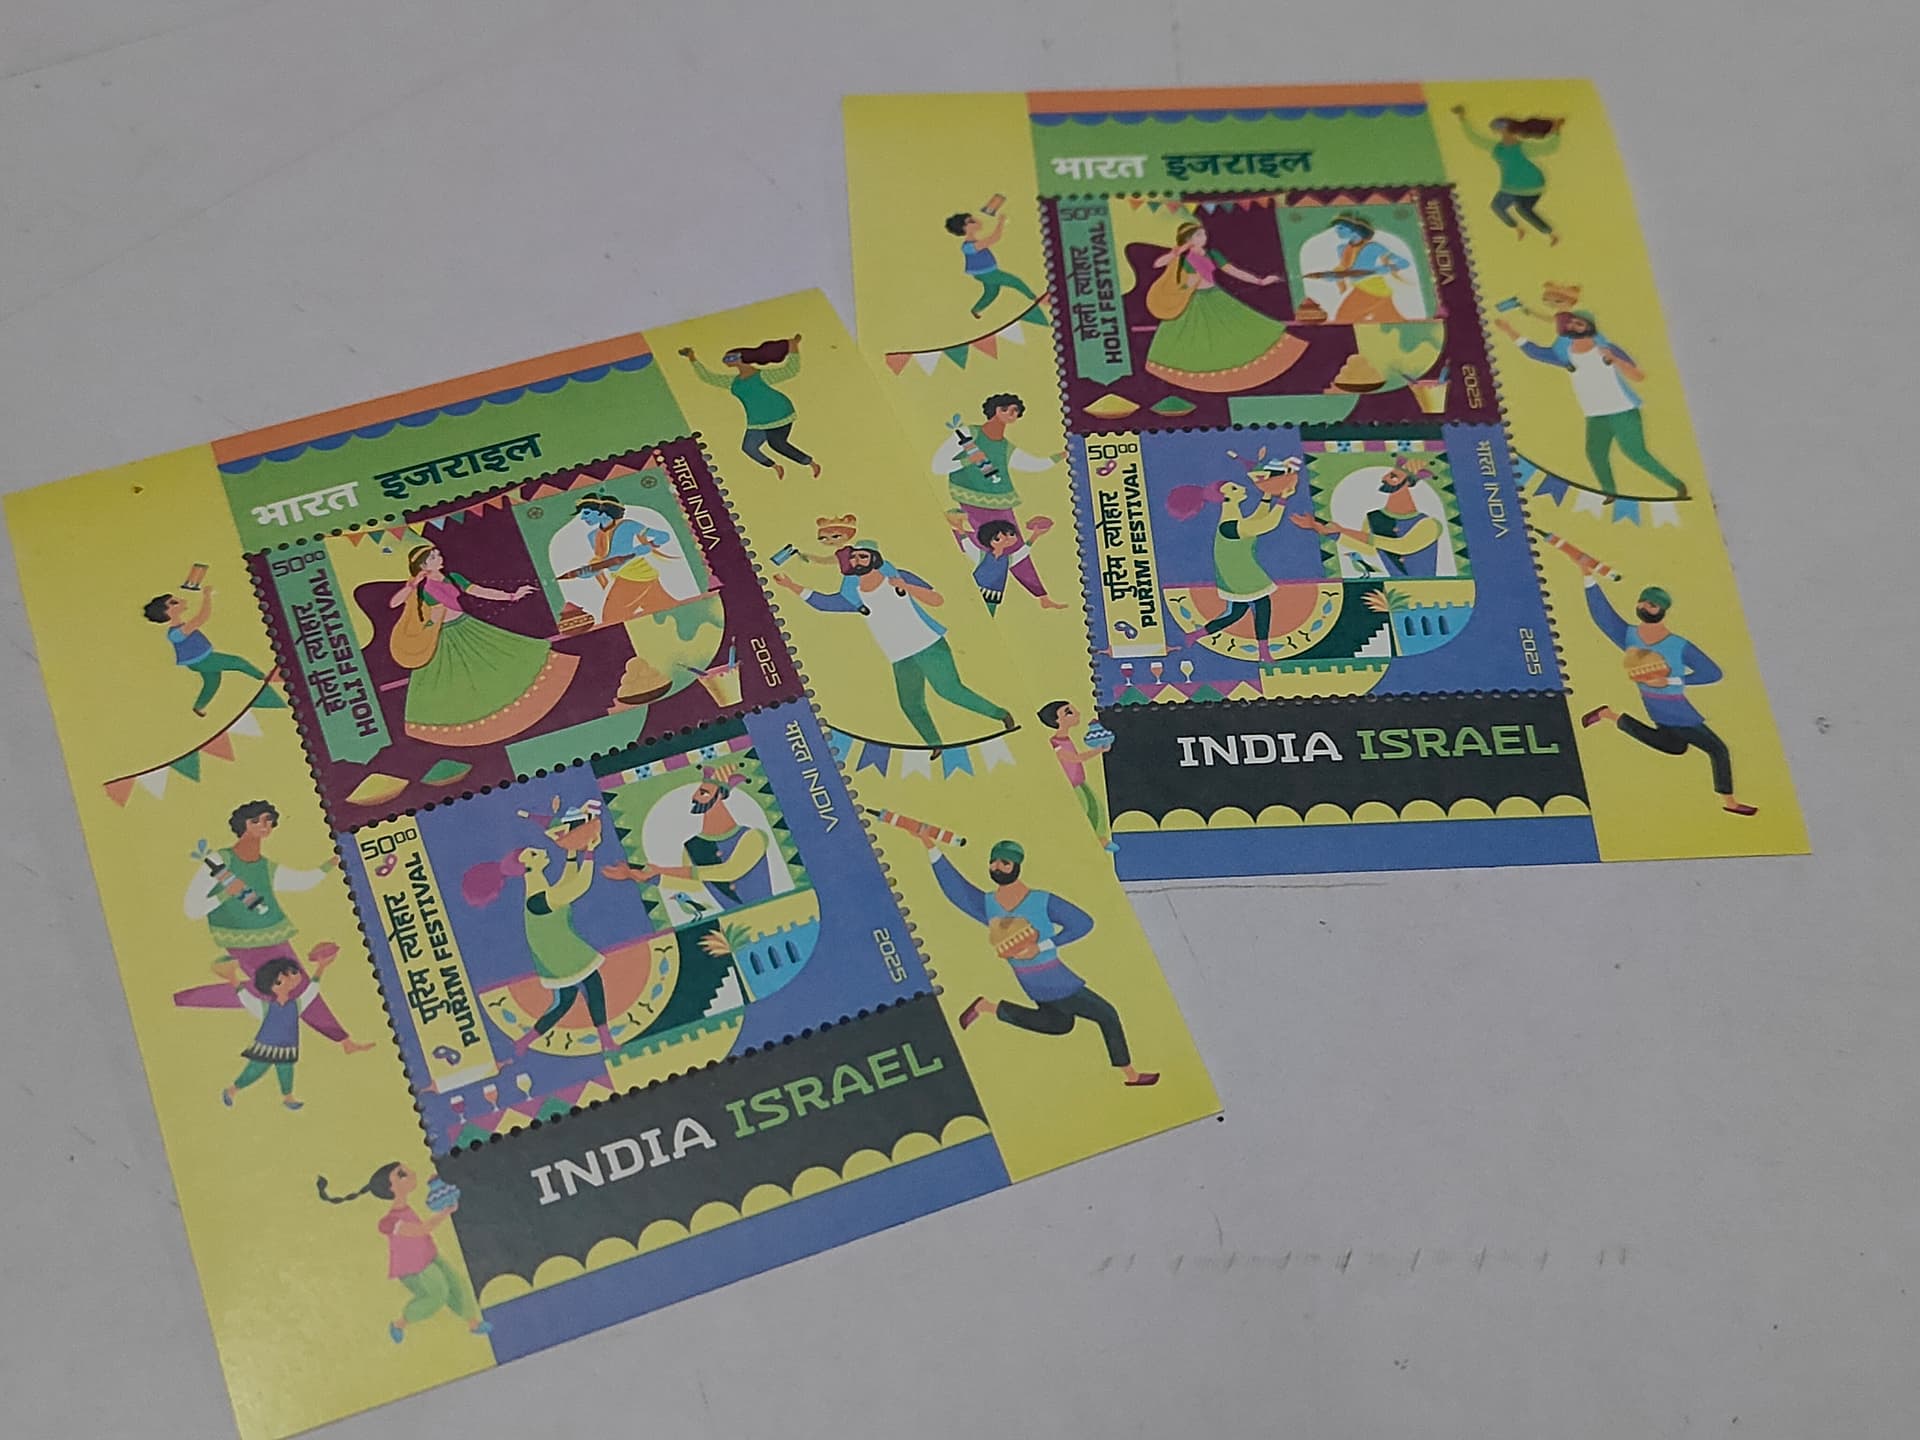 भारत इजराइल
5000
होली त्योहार
HOLI FESTIVAL
भारत INDIA
2025
5000
पुरिम त्योहार
PURIM FESTIVAL
भारत INDIA
2025
INDIA ISRAEL
भारत इजराइल
5000
होली त्योहार
HOLI FESTIVAL
भारत INDIA
2025
5000
पुरिम त्योहार
PURIM FESTIVAL
भारत INDIA
2025
INDIA ISRAEL